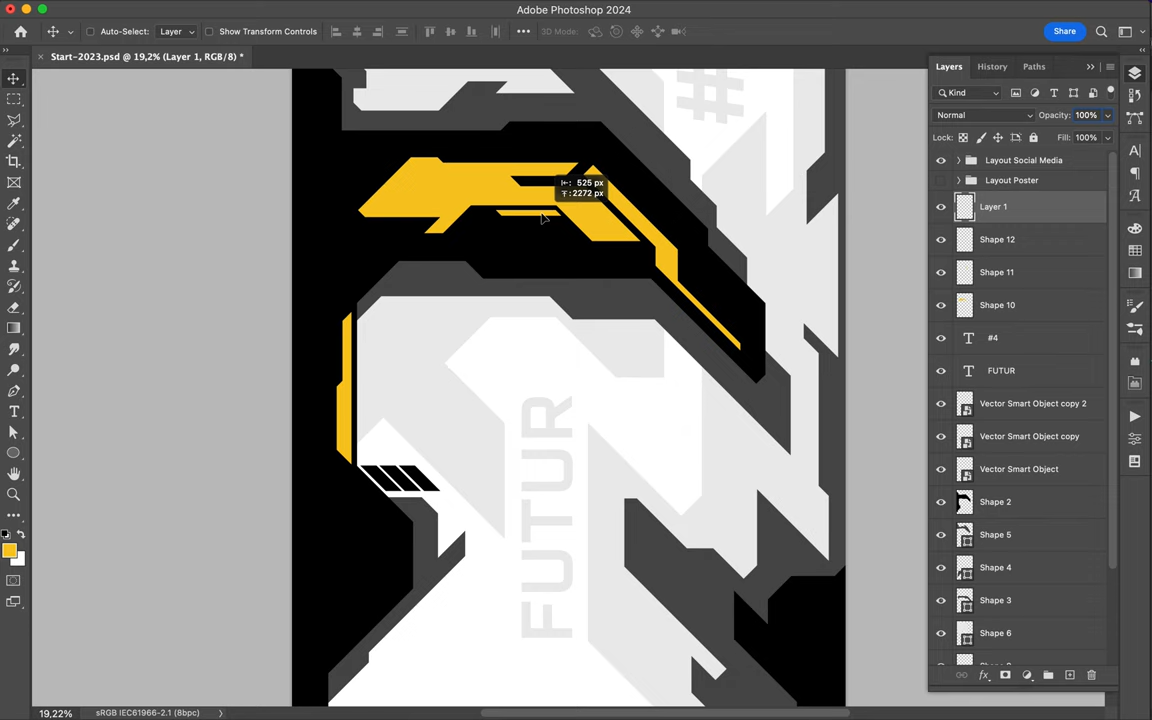 Adobe Photoshop 2024
Auto-Select: Layer Show Transform Controls 3D Mode: Share
× Start-2023.psd @ 19,2% (Layer 1, RGB/8) *
#
525 px
2272 px
FUTUR
Layers History Paths
Kind
Normal Opacity: 100%
Lock: Fill: 100%
Layout Social Media
Layout Poster
Layer 1
Shape 12
Shape 11
Shape 10
#4
FUTUR
Vector Smart Object copy 2
Vector Smart Object copy
Vector Smart Object
Shape 2
Shape 5
Shape 4
Shape 3
Shape 6
19,22% sRGB IEC61966-2.1 (8bpc)